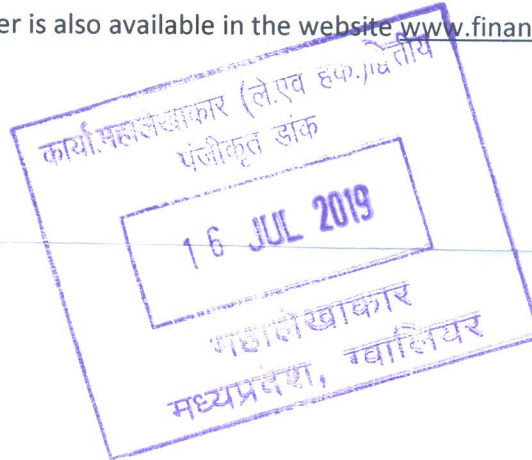 er is also available in the website www.finan
कार्या.महालेखाकार (ले.एव हक.)द्वितीय
पंजीकृत डांक
16 JUL 2019
महालेखाकार
मध्यप्रदेश, ग्वालियर